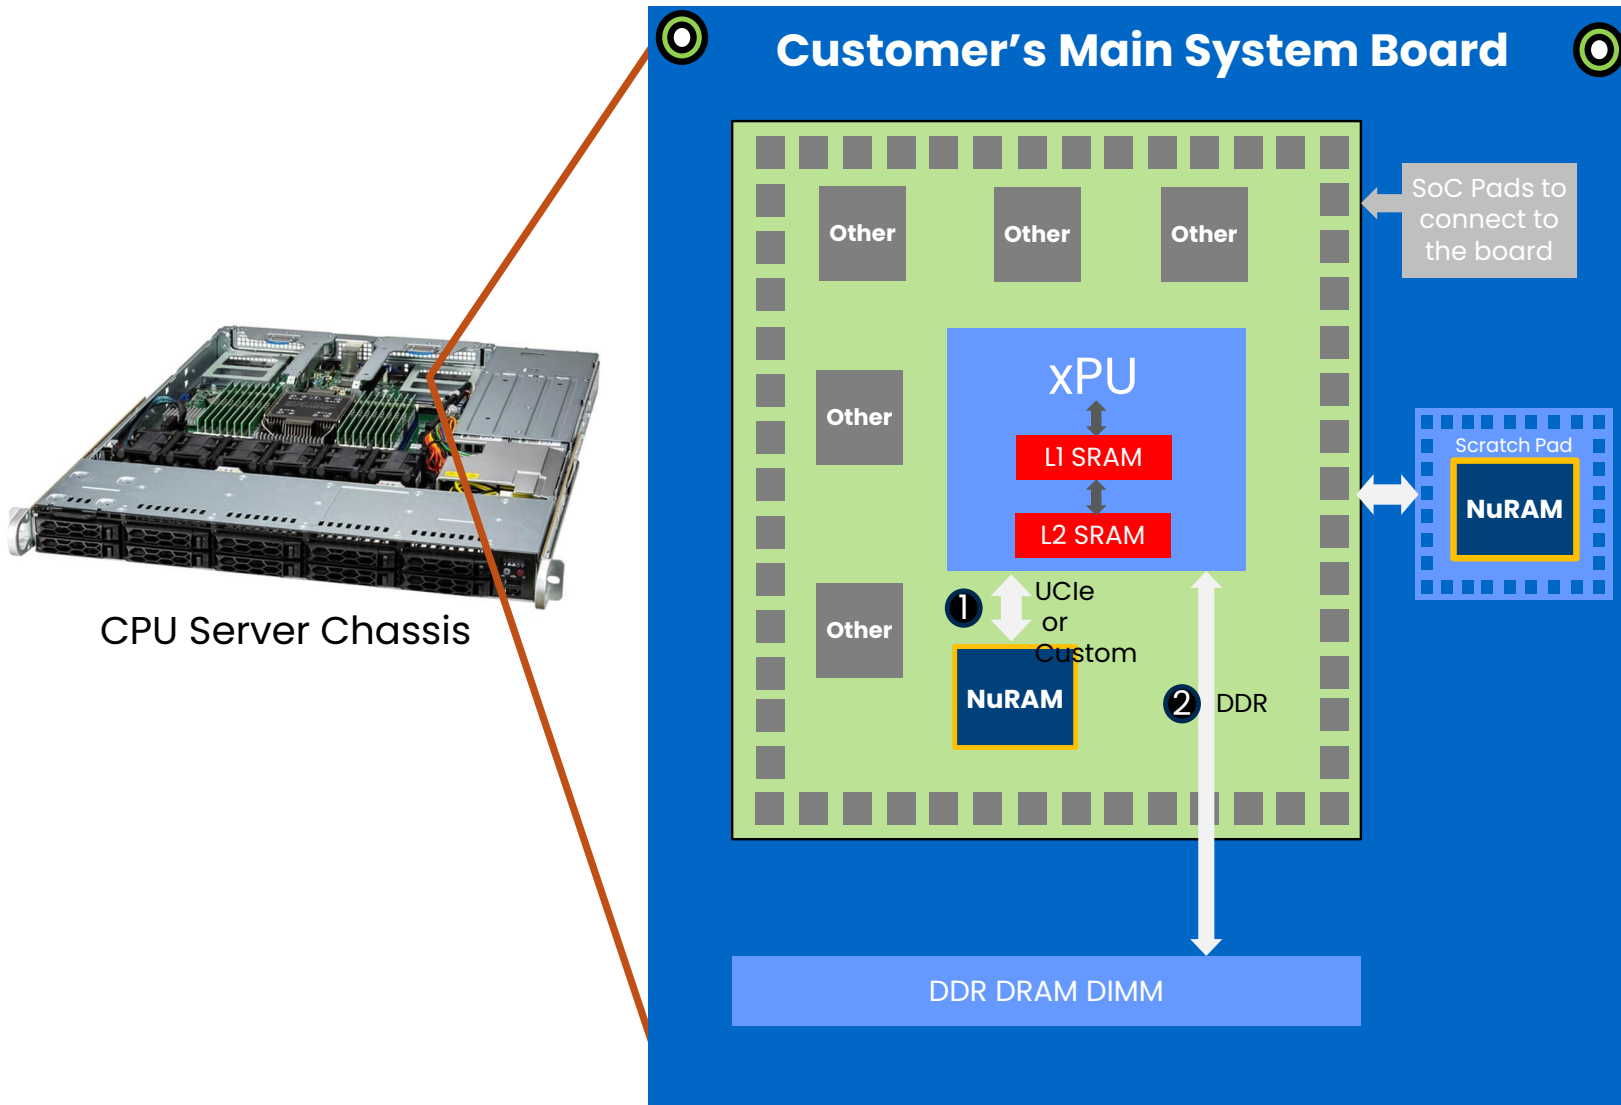 Customer's Main System Board
SoC Pads to
connect to
the board
Other
Other
Other
xPU
L1 SRAM
L2 SRAM
Other
Scratch Pad
NuRAM
1
UCIe
or
Custom
Other
NuRAM
2
DDR
DDR DRAM DIMM
CPU Server Chassis